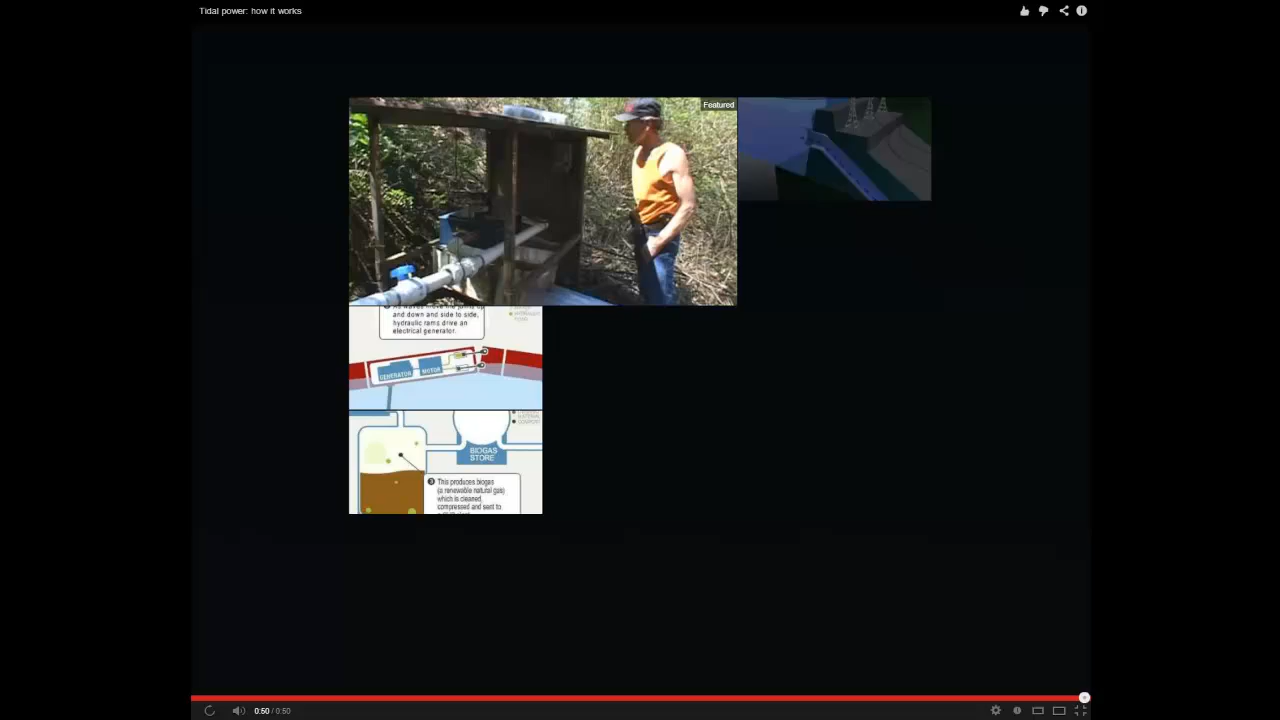 Tidal power: how it works
Featured
and down and side to side,
hydraulic rams drive an
electrical generator.
GENERATOR
MOTOR
BIOGAS
STORE
3 This produces biogas
(a renewable natural gas)
which is cleaned,
compressed and sent to
0:50 / 0:50